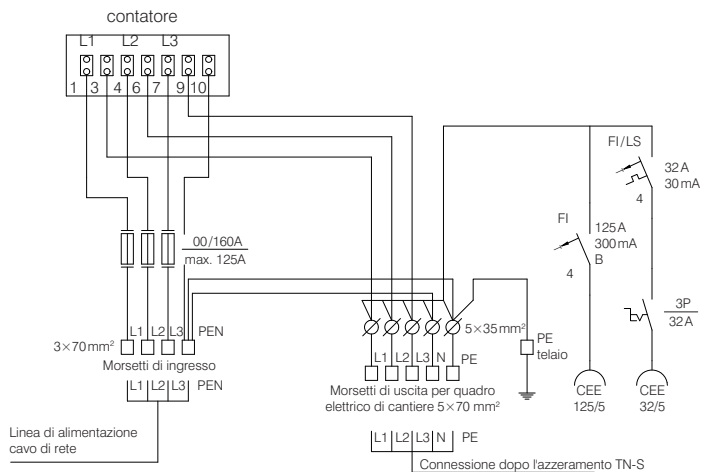 contatore
L1 L2 L3
1 3 4 6 7 9 10
FI/LS
32 A
30 mA
4
FI
125 A
300 mA
B
4
00/160A
max. 125A
3P
32 A
L1 L2 L3 PEN
3×70 mm²
Morsetti di ingresso
L1 L2 L3 PEN
5×35 mm²
PE
telaio
L1 L2 L3 N PE
Morsetti di uscita per quadro
elettrico di cantiere 5×70 mm²
CEE
125/5
CEE
32/5
Linea di alimentazione
cavo di rete
L1 L2 L3 N PE
Connessione dopo l'azzeramento TN-S